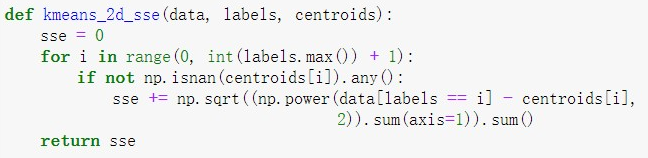 def kmeans_2d_sse(data, labels, centroids):
    sse = 0
    for i in range(0, int(labels.max()) + 1):
        if not np.isnan(centroids[i]).any():
            sse += np.sqrt((np.power(data[labels == i] - centroids[i],
                                     2)).sum(axis=1)).sum()
    return sse